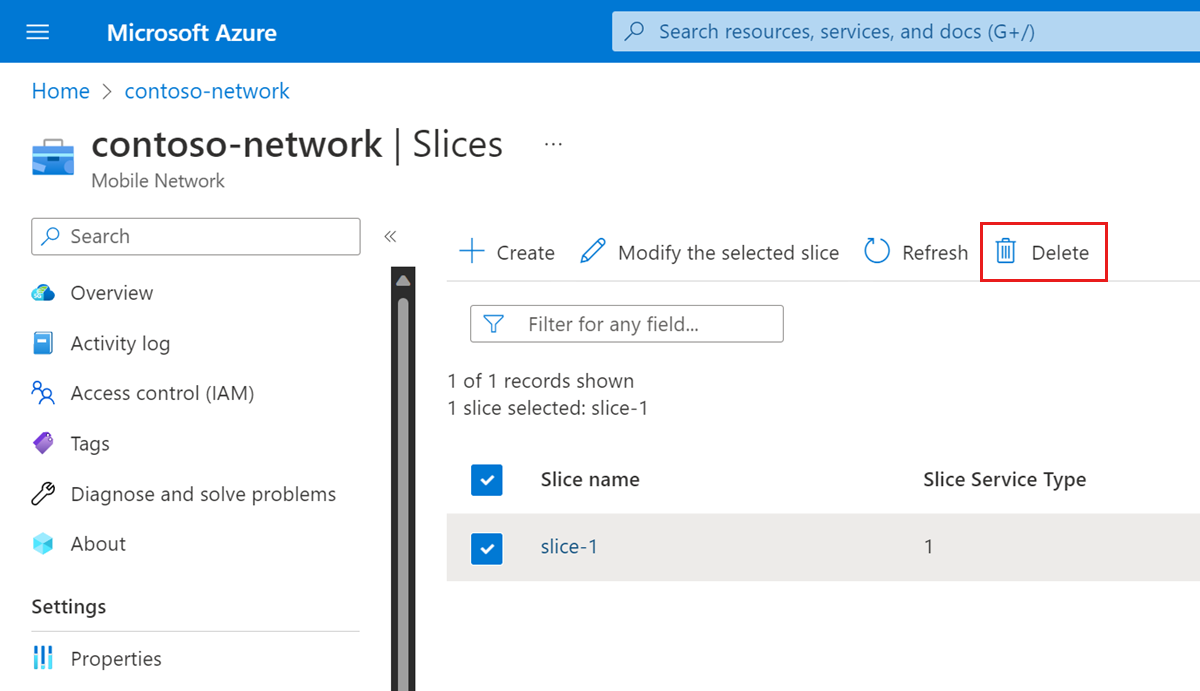 Microsoft Azure
Search resources, services, and docs (G+/)
Home > contoso-network
contoso-network | Slices ...
Mobile Network
Search
«
Overview
Activity log
Access control (IAM)
Tags
Diagnose and solve problems
About
Settings
Properties
Create
Modify the selected slice
Refresh
Delete
Filter for any field...
1 of 1 records shown
1 slice selected: slice-1
Slice name Slice Service Type
slice-1 1